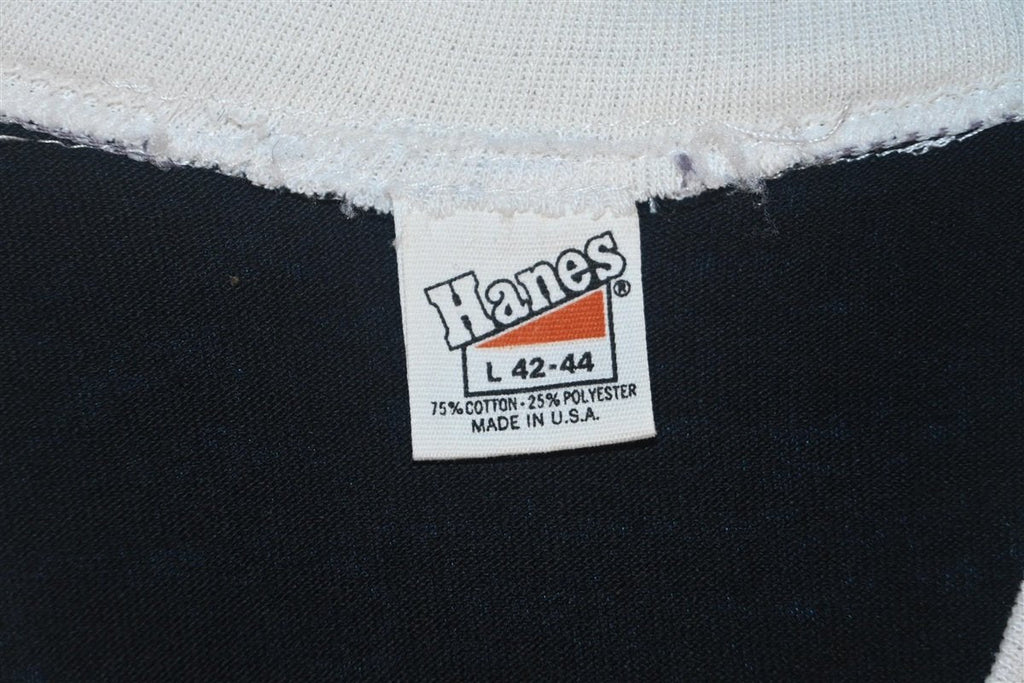 Hanes®
L 42-44
75% COTTON · 25% POLYESTER
MADE IN U.S.A.